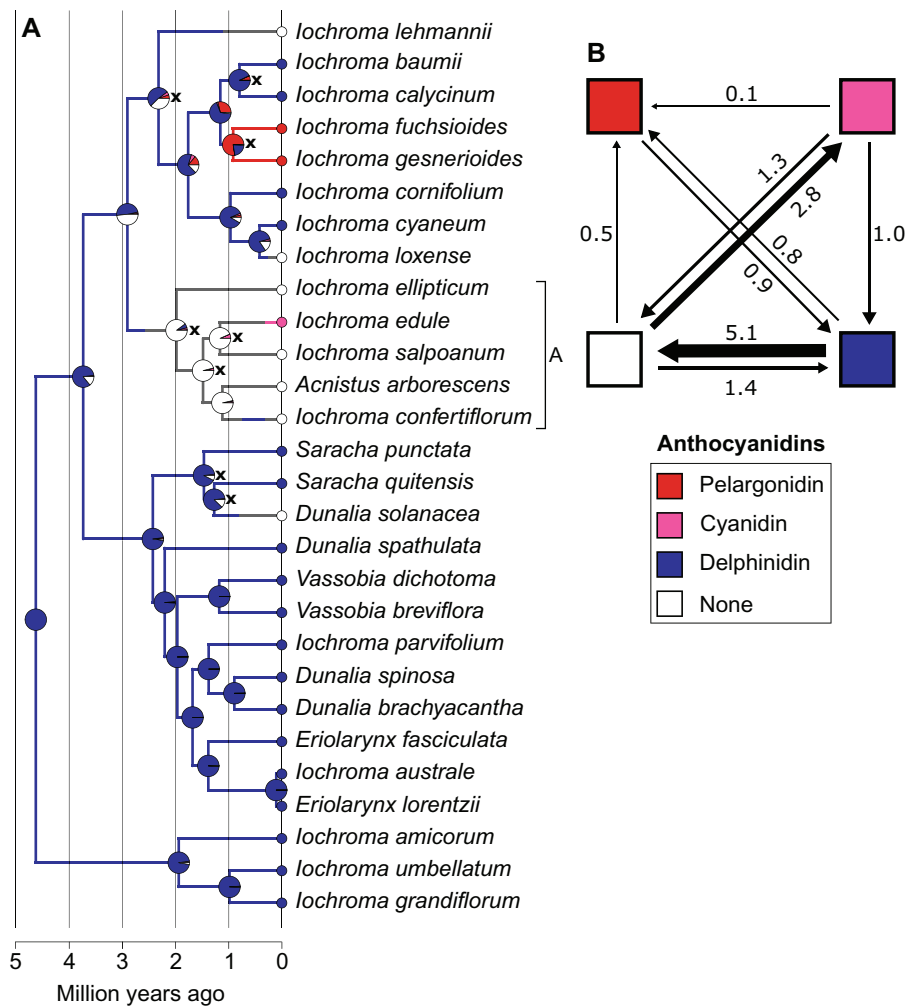 A
Iochroma lehmannii
Iochroma baumii
x
Iochroma calycinum
x
Iochroma fuchsioides
x
Iochroma gesnerioides
Iochroma cornifolium
Iochroma cyaneum
Iochroma loxense
Iochroma ellipticum
Iochroma edule
x
x
Iochroma salpoanum
A
x
Acnistus arborescens
Iochroma confertiflorum
Saracha punctata
x
Saracha quitensis
x
Dunalia solanacea
Dunalia spathulata
Vassobia dichotoma
Vassobia breviflora
Iochroma parvifolium
Dunalia spinosa
Dunalia brachyacantha
Eriolarynx fasciculata
Iochroma australe
Eriolarynx lorentzii
Iochroma amicorum
Iochroma umbellatum
Iochroma grandiflorum
5 4 3 2 1 0
Million years ago
B
0.1
1.3
2.8
0.5
0.8
0.9
1.0
5.1
1.4
Anthocyanidins
Pelargonidin
Cyanidin
Delphinidin
None